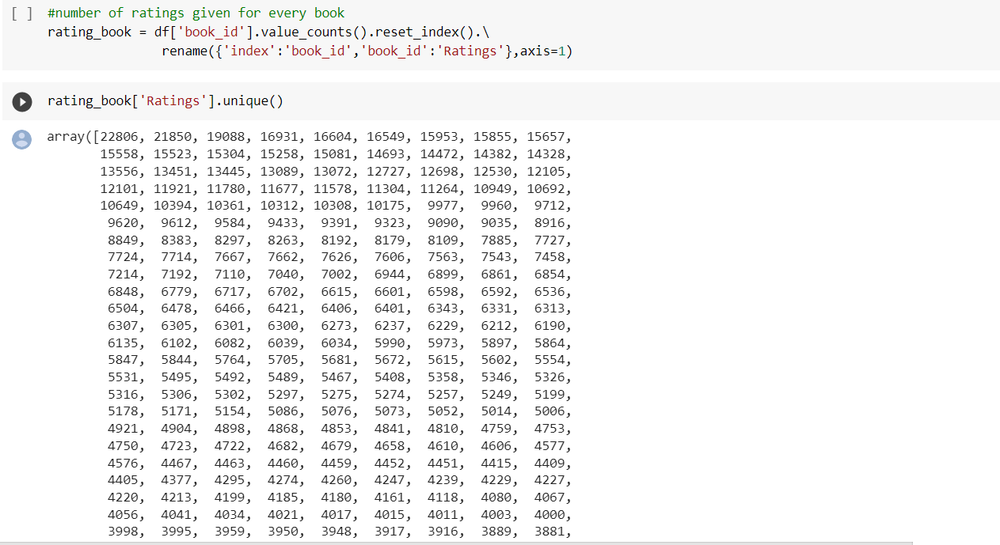 [ ] #number of ratings given for every book
rating_book = df['book_id'].value_counts().reset_index().\
rename({'index':'book_id','book_id':'Ratings'},axis=1)
rating_book['Ratings'].unique()
array([22806, 21850, 19088, 16931, 16604, 16549, 15953, 15855, 15657,
15558, 15523, 15304, 15258, 15081, 14693, 14472, 14382, 14328,
13556, 13451, 13445, 13089, 13072, 12727, 12698, 12530, 12105,
12101, 11921, 11780, 11677, 11578, 11304, 11264, 10949, 10692,
10649, 10394, 10361, 10312, 10308, 10175, 9977, 9960, 9712,
9620, 9612, 9584, 9433, 9391, 9323, 9090, 9035, 8916,
8849, 8383, 8297, 8263, 8192, 8179, 8109, 7885, 7727,
7724, 7714, 7667, 7662, 7626, 7606, 7563, 7543, 7458,
7214, 7192, 7110, 7040, 7002, 6944, 6899, 6861, 6854,
6848, 6779, 6717, 6702, 6615, 6601, 6598, 6592, 6536,
6504, 6478, 6466, 6421, 6406, 6401, 6343, 6331, 6313,
6307, 6305, 6301, 6300, 6273, 6237, 6229, 6212, 6190,
6135, 6102, 6082, 6039, 6034, 5990, 5973, 5897, 5864,
5847, 5844, 5764, 5705, 5681, 5672, 5615, 5602, 5554,
5531, 5495, 5492, 5489, 5467, 5408, 5358, 5346, 5326,
5316, 5306, 5302, 5297, 5275, 5274, 5257, 5249, 5199,
5178, 5171, 5154, 5086, 5076, 5073, 5052, 5014, 5006,
4921, 4904, 4898, 4868, 4853, 4841, 4810, 4759, 4753,
4750, 4723, 4722, 4682, 4679, 4658, 4610, 4606, 4577,
4576, 4467, 4463, 4460, 4459, 4452, 4451, 4415, 4409,
4405, 4377, 4295, 4274, 4260, 4247, 4239, 4229, 4227,
4220, 4213, 4199, 4185, 4180, 4161, 4118, 4080, 4067,
4056, 4041, 4034, 4021, 4017, 4015, 4011, 4003, 4000,
3998, 3995, 3959, 3950, 3948, 3917, 3916, 3889, 3881,